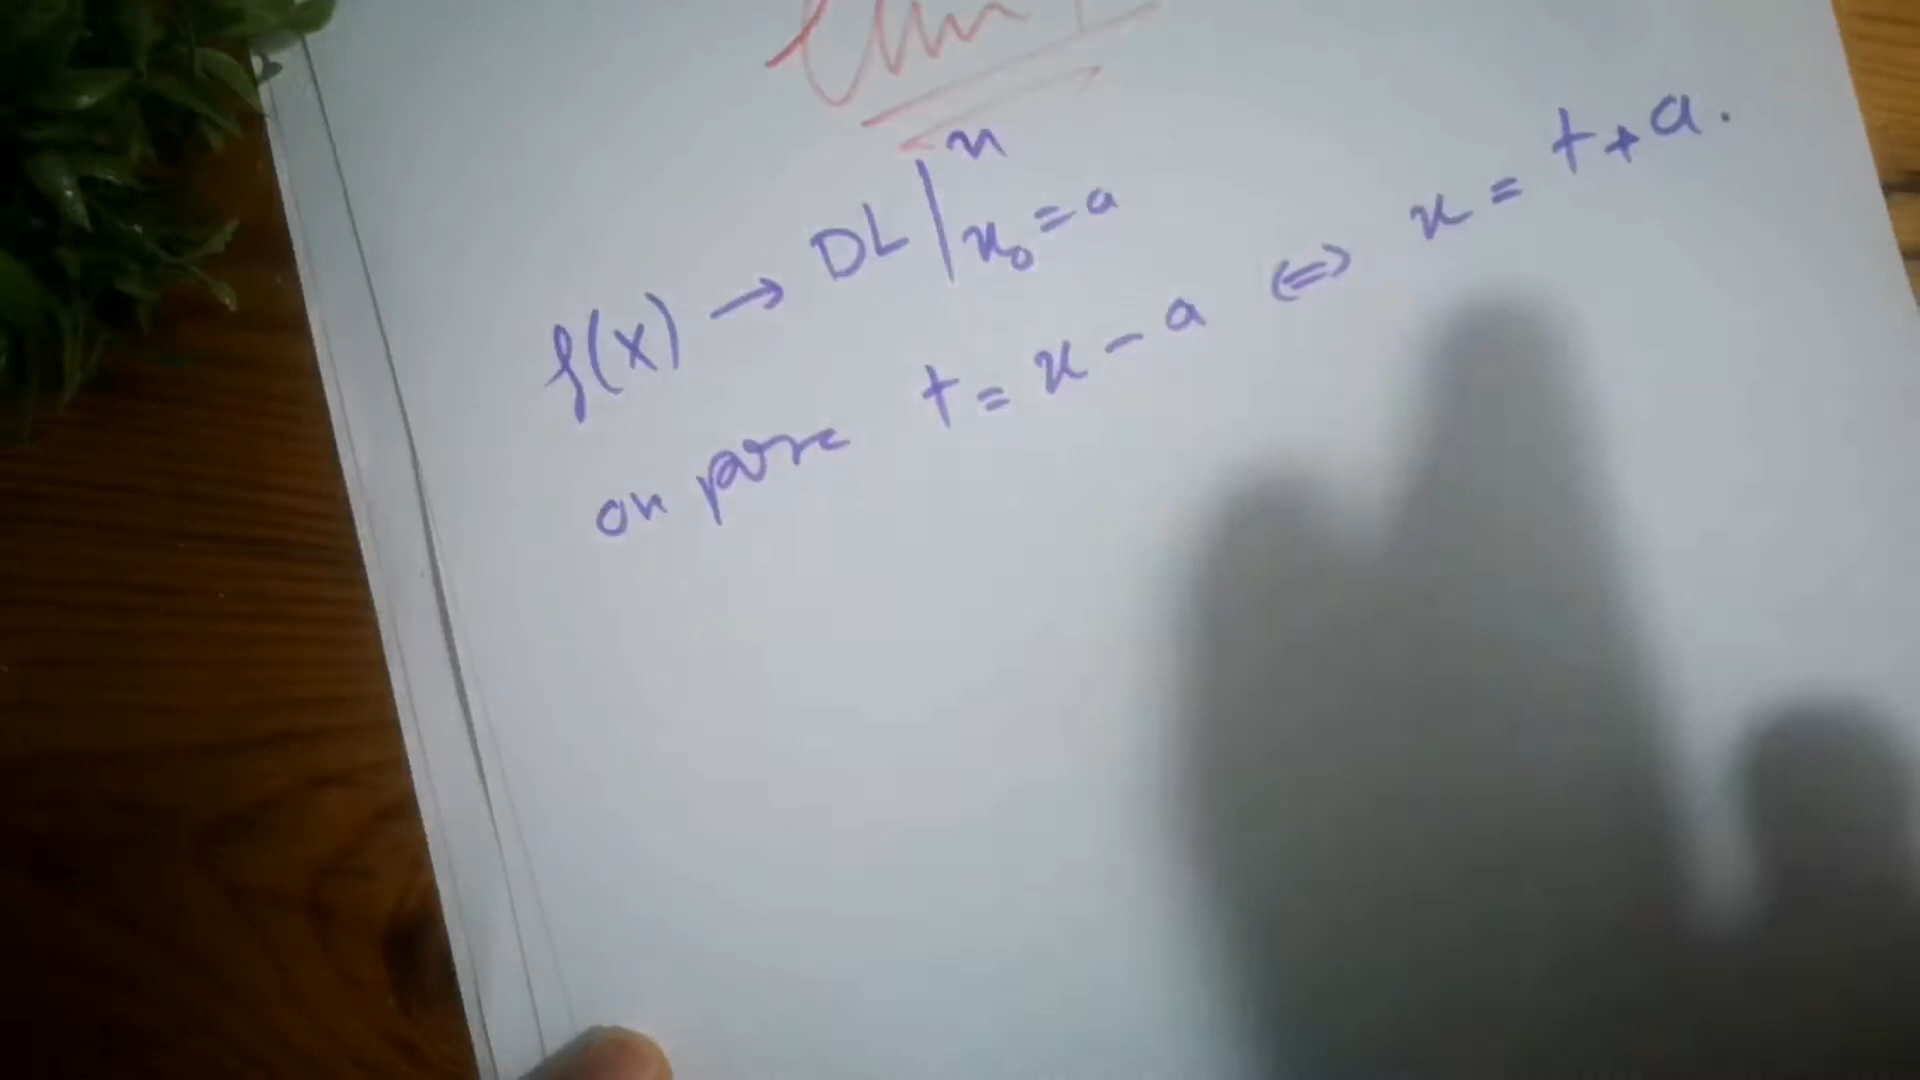 f(x) → DL |ⁿ x₀ = a
on pose t = x - a ⇔ x = t + a.